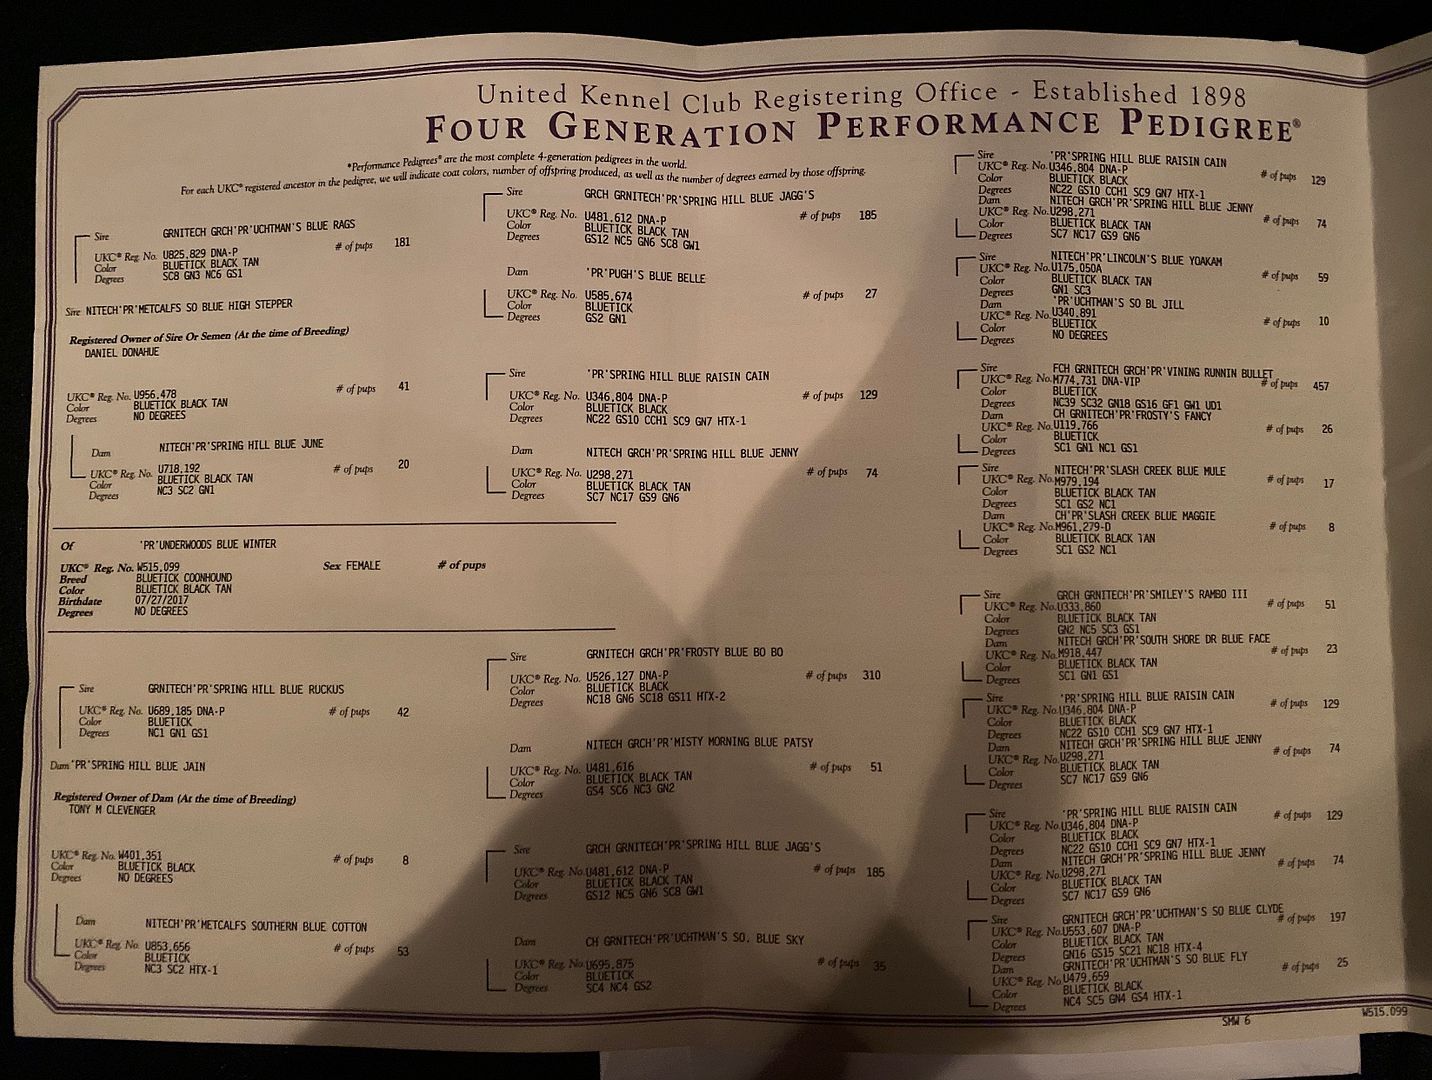 United Kennel Club Registering Office - Established 1898
FOUR GENERATION PERFORMANCE PEDIGREE®
"Performance Pedigrees" are the most complete 4-generation pedigrees in the world.
For each UKC® registered ancestor in the pedigree, we will indicate coat colors, number of offspring produced, as well as the number of degrees earned by those offspring.
Sire GRNITECH GRCH'PR'UCHTMAN'S BLUE RAGS
UKC® Reg. No. U825,829 DNA-P # of pups 181
Color BLUETICK BLACK TAN
Degrees SC8 GN3 NC6 GS1
Sire NITECH'PR'METCALFS SO BLUE HIGH STEPPER
Registered Owner of Sire Or Semen (At the time of Breeding)
DANIEL DONAHUE
UKC® Reg. No. U956,478 # of pups 41
Color BLUETICK BLACK TAN
Degrees NO DEGREES
Dam NITECH'PR'SPRING HILL BLUE JUNE
UKC® Reg. No. U718,192 # of pups 20
Color BLUETICK BLACK TAN
Degrees NC3 SC2 GN1
Of 'PR'UNDERWOODS BLUE WINTER
UKC® Reg. No. W515,099 Sex FEMALE # of pups
Breed BLUETICK COONHOUND
Color BLUETICK BLACK TAN
Birthdate 07/27/2017
Degrees NO DEGREES
Sire GRNITECH'PR'SPRING HILL BLUE RUCKUS
UKC® Reg. No. U689,185 DNA-P # of pups 42
Color BLUETICK
Degrees NC1 GN1 GS1
Dam 'PR'SPRING HILL BLUE JAIN
Registered Owner of Dam (At the time of Breeding)
TONY M CLEVENGER
UKC® Reg. No. W401,351 # of pups 8
Color BLUETICK BLACK
Degrees NO DEGREES
Dam NITECH'PR'METCALFS SOUTHERN BLUE COTTON
UKC® Reg. No. U853,656 # of pups 53
Color BLUETICK
Degrees NC3 SC2 HTX-1
Sire GRCH GRNITECH'PR'SPRING HILL BLUE JAGG'S
UKC® Reg. No. U481,612 DNA-P # of pups 185
Color BLUETICK BLACK TAN
Degrees GS12 NC5 GN6 SC8 GW1
Dam 'PR'PUGH'S BLUE BELLE
UKC® Reg. No. U585,674 # of pups 27
Color BLUETICK
Degrees GS2 GN1
Sire 'PR'SPRING HILL BLUE RAISIN CAIN
UKC® Reg. No. U346,804 DNA-P # of pups 129
Color BLUETICK BLACK
Degrees NC22 GS10 CCH1 SC9 GN7 HTX-1
Dam NITECH GRCH'PR'SPRING HILL BLUE JENNY
UKC® Reg. No. U298,271 # of pups 74
Color BLUETICK BLACK TAN
Degrees SC7 NC17 GS9 GN6
Sire GRNITECH GRCH'PR'FROSTY BLUE BO BO
UKC® Reg. No. U526,127 DNA-P # of pups 310
Color BLUETICK BLACK
Degrees NC18 GN6 SC18 GS11 HTX-2
Dam NITECH GRCH'PR'MISTY MORNING BLUE PATSY
UKC® Reg. No. U481,616 # of pups 51
Color BLUETICK BLACK TAN
Degrees GS4 SC6 NC3 GN2
Sire GRCH GRNITECH'PR'SPRING HILL BLUE JAGG'S
UKC® Reg. No. U481,612 DNA-P # of pups 185
Color BLUETICK BLACK TAN
Degrees GS12 NC5 GN6 SC8 GW1
Dam CH GRNITECH'PR'UCHTMAN'S SO. BLUE SKY
UKC® Reg. No. U695,875 # of pups 35
Color BLUETICK
Degrees SC4 NC4 GS2
Sire 'PR'SPRING HILL BLUE RAISIN CAIN
UKC® Reg. No. U346,804 DNA-P # of pups 129
Color BLUETICK BLACK
Degrees NC22 GS10 CCH1 SC9 GN7 HTX-1
Dam NITECH GRCH'PR'SPRING HILL BLUE JENNY
UKC® Reg. No. U298,271 # of pups 74
Color BLUETICK BLACK TAN
Degrees SC7 NC17 GS9 GN6
Sire NITECH'PR'LINCOLN'S BLUE YOAKAM
UKC® Reg. No. U175,050A # of pups 59
Color BLUETICK BLACK TAN
Degrees GN1 SC3
Dam 'PR'UCHTMAN'S SO BL JILL
UKC® Reg. No. U340,891 # of pups 10
Color BLUETICK
Degrees NO DEGREES
Sire FCH GRNITECH GRCH'PR'VINING RUNNIN BULLET
UKC® Reg. No. M774,731 DNA-VIP # of pups 457
Color BLUETICK
Degrees NC39 SC32 GN18 GS16 GF1 GW1 UD1
Dam CH GRNITECH'PR'FROSTY'S FANCY
UKC® Reg. No. U119,766 # of pups 26
Color BLUETICK
Degrees SC1 GN1 NC1 GS1
Sire NITECH'PR'SLASH CREEK BLUE MULE
UKC® Reg. No. M979,194 # of pups 17
Color BLUETICK BLACK TAN
Degrees SC1 GS2 NC1
Dam CH'PR'SLASH CREEK BLUE MAGGIE
UKC® Reg. No. M961,279-D # of pups 8
Color BLUETICK BLACK TAN
Degrees SC1 GS2 NC1
Sire GRCH GRNITECH'PR'SMILEY'S RAMBO III
UKC® Reg. No. U333,860 # of pups 51
Color BLUETICK BLACK TAN
Degrees GN2 NC5 SC3 GS1
Dam NITECH GRCH'PR'SOUTH SHORE DR BLUE FACE
UKC® Reg. No. M918,447 # of pups 23
Color BLUETICK BLACK TAN
Degrees SC1 GN1 GS1
Sire 'PR'SPRING HILL BLUE RAISIN CAIN
UKC® Reg. No. U346,804 DNA-P # of pups 129
Color BLUETICK BLACK
Degrees NC22 GS10 CCH1 SC9 GN7 HTX-1
Dam NITECH GRCH'PR'SPRING HILL BLUE JENNY
UKC® Reg. No. U298,271 # of pups 74
Color BLUETICK BLACK TAN
Degrees SC7 NC17 GS9 GN6
Sire 'PR'SPRING HILL BLUE RAISIN CAIN
UKC® Reg. No. U346,804 DNA-P # of pups 129
Color BLUETICK BLACK
Degrees NC22 GS10 CCH1 SC9 GN7 HTX-1
Dam NITECH GRCH'PR'SPRING HILL BLUE JENNY
UKC® Reg. No. U298,271 # of pups 74
Color BLUETICK BLACK TAN
Degrees SC7 NC17 GS9 GN6
Sire GRNITECH GRCH'PR'UCHTMAN'S SO BLUE CLYDE
UKC® Reg. No. U553,607 DNA-P # of pups 197
Color BLUETICK BLACK TAN
Degrees GN16 GS15 SC21 NC18 HTX-4
Dam GRNITECH'PR'UCHTMAN'S SO BLUE FLY
UKC® Reg. No. U479,659 # of pups 25
Color BLUETICK BLACK
Degrees NC4 SC5 GN4 GS4 HTX-1
SMW 6
W515,099